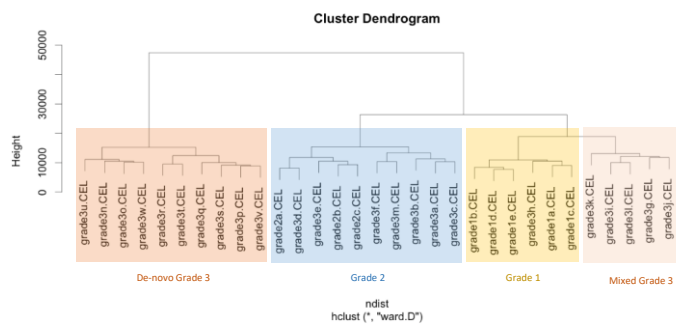 Cluster Dendrogram
Height
50000
30000
10000
0
grade3u.CEL
grade3n.CEL
grade3o.CEL
grade3w.CEL
grade3r.CEL
grade3t.CEL
grade3q.CEL
grade3s.CEL
grade3p.CEL
grade3v.CEL
grade2a.CEL
grade3d.CEL
grade3e.CEL
grade2b.CEL
grade2c.CEL
grade3f.CEL
grade3m.CEL
grade3b.CEL
grade3a.CEL
grade3c.CEL
grade1b.CEL
grade1d.CEL
grade1e.CEL
grade3h.CEL
grade1a.CEL
grade1c.CEL
grade3k.CEL
grade3i.CEL
grade3l.CEL
grade3g.CEL
grade3j.CEL
De-novo Grade 3
Grade 2
Grade 1
Mixed Grade 3
ndist
hclust (*, "ward.D")